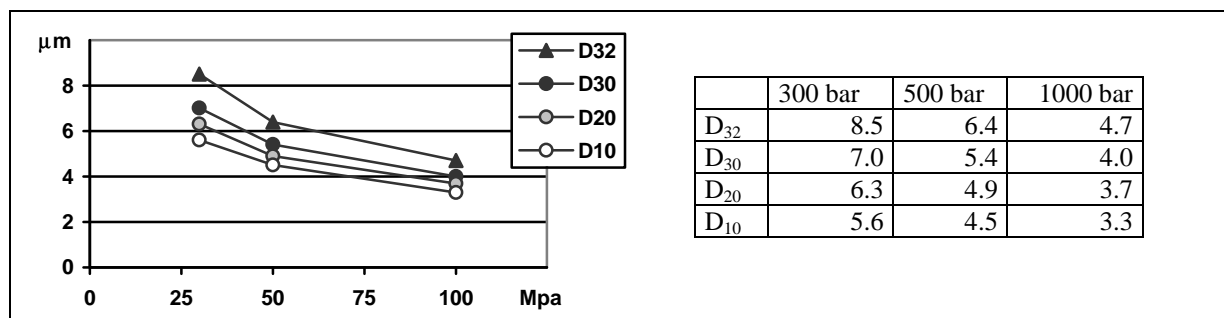 μm
8
6
4
2
0
0 25 50 75 100 Mpa
D32
D30
D20
D10
300 bar 500 bar 1000 bar
D32 8.5 6.4 4.7
D30 7.0 5.4 4.0
D20 6.3 4.9 3.7
D10 5.6 4.5 3.3